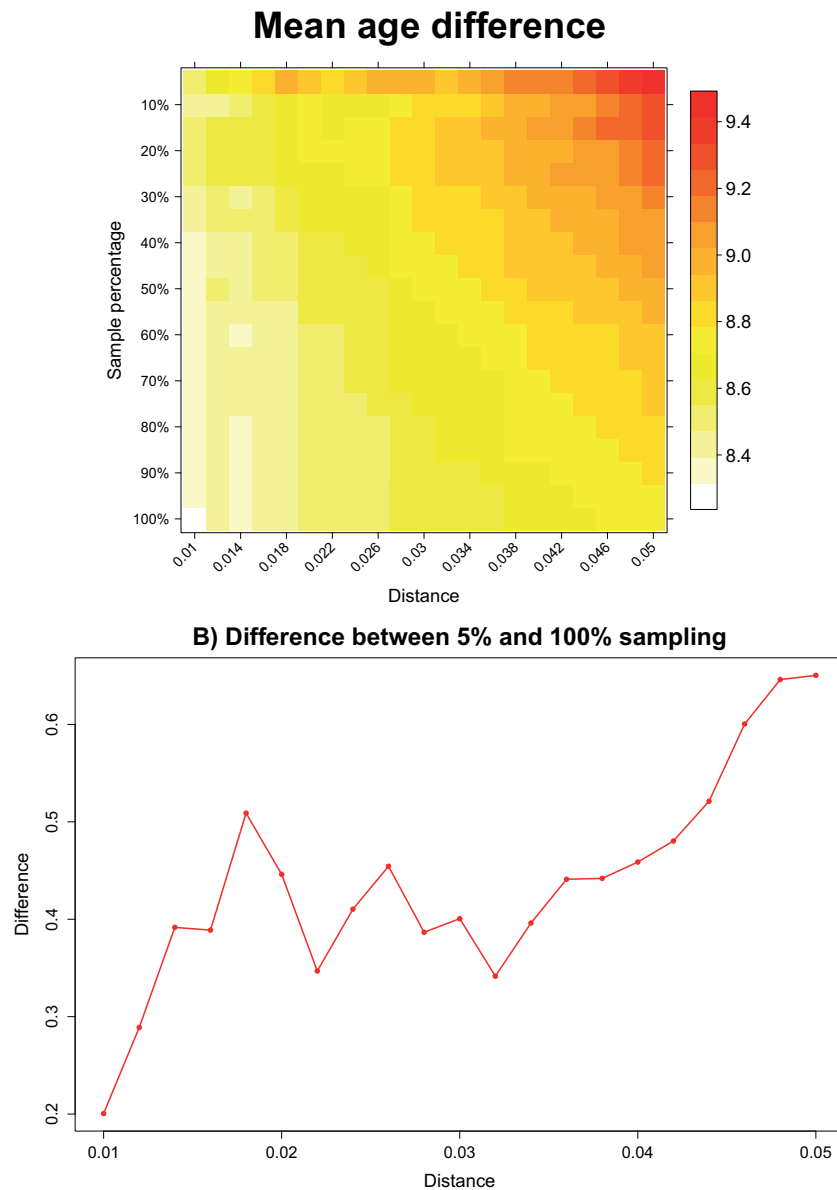 Mean age difference
10%
20%
30%
40%
50%
60%
70%
80%
90%
100%
Sample percentage
0.01 0.014 0.018 0.022 0.026 0.03 0.034 0.038 0.042 0.046 0.05
Distance
9.4
9.2
9.0
8.8
8.6
8.4
B) Difference between 5% and 100% sampling
0.6
0.5
0.4
0.3
0.2
Difference
0.01 0.02 0.03 0.04 0.05
Distance